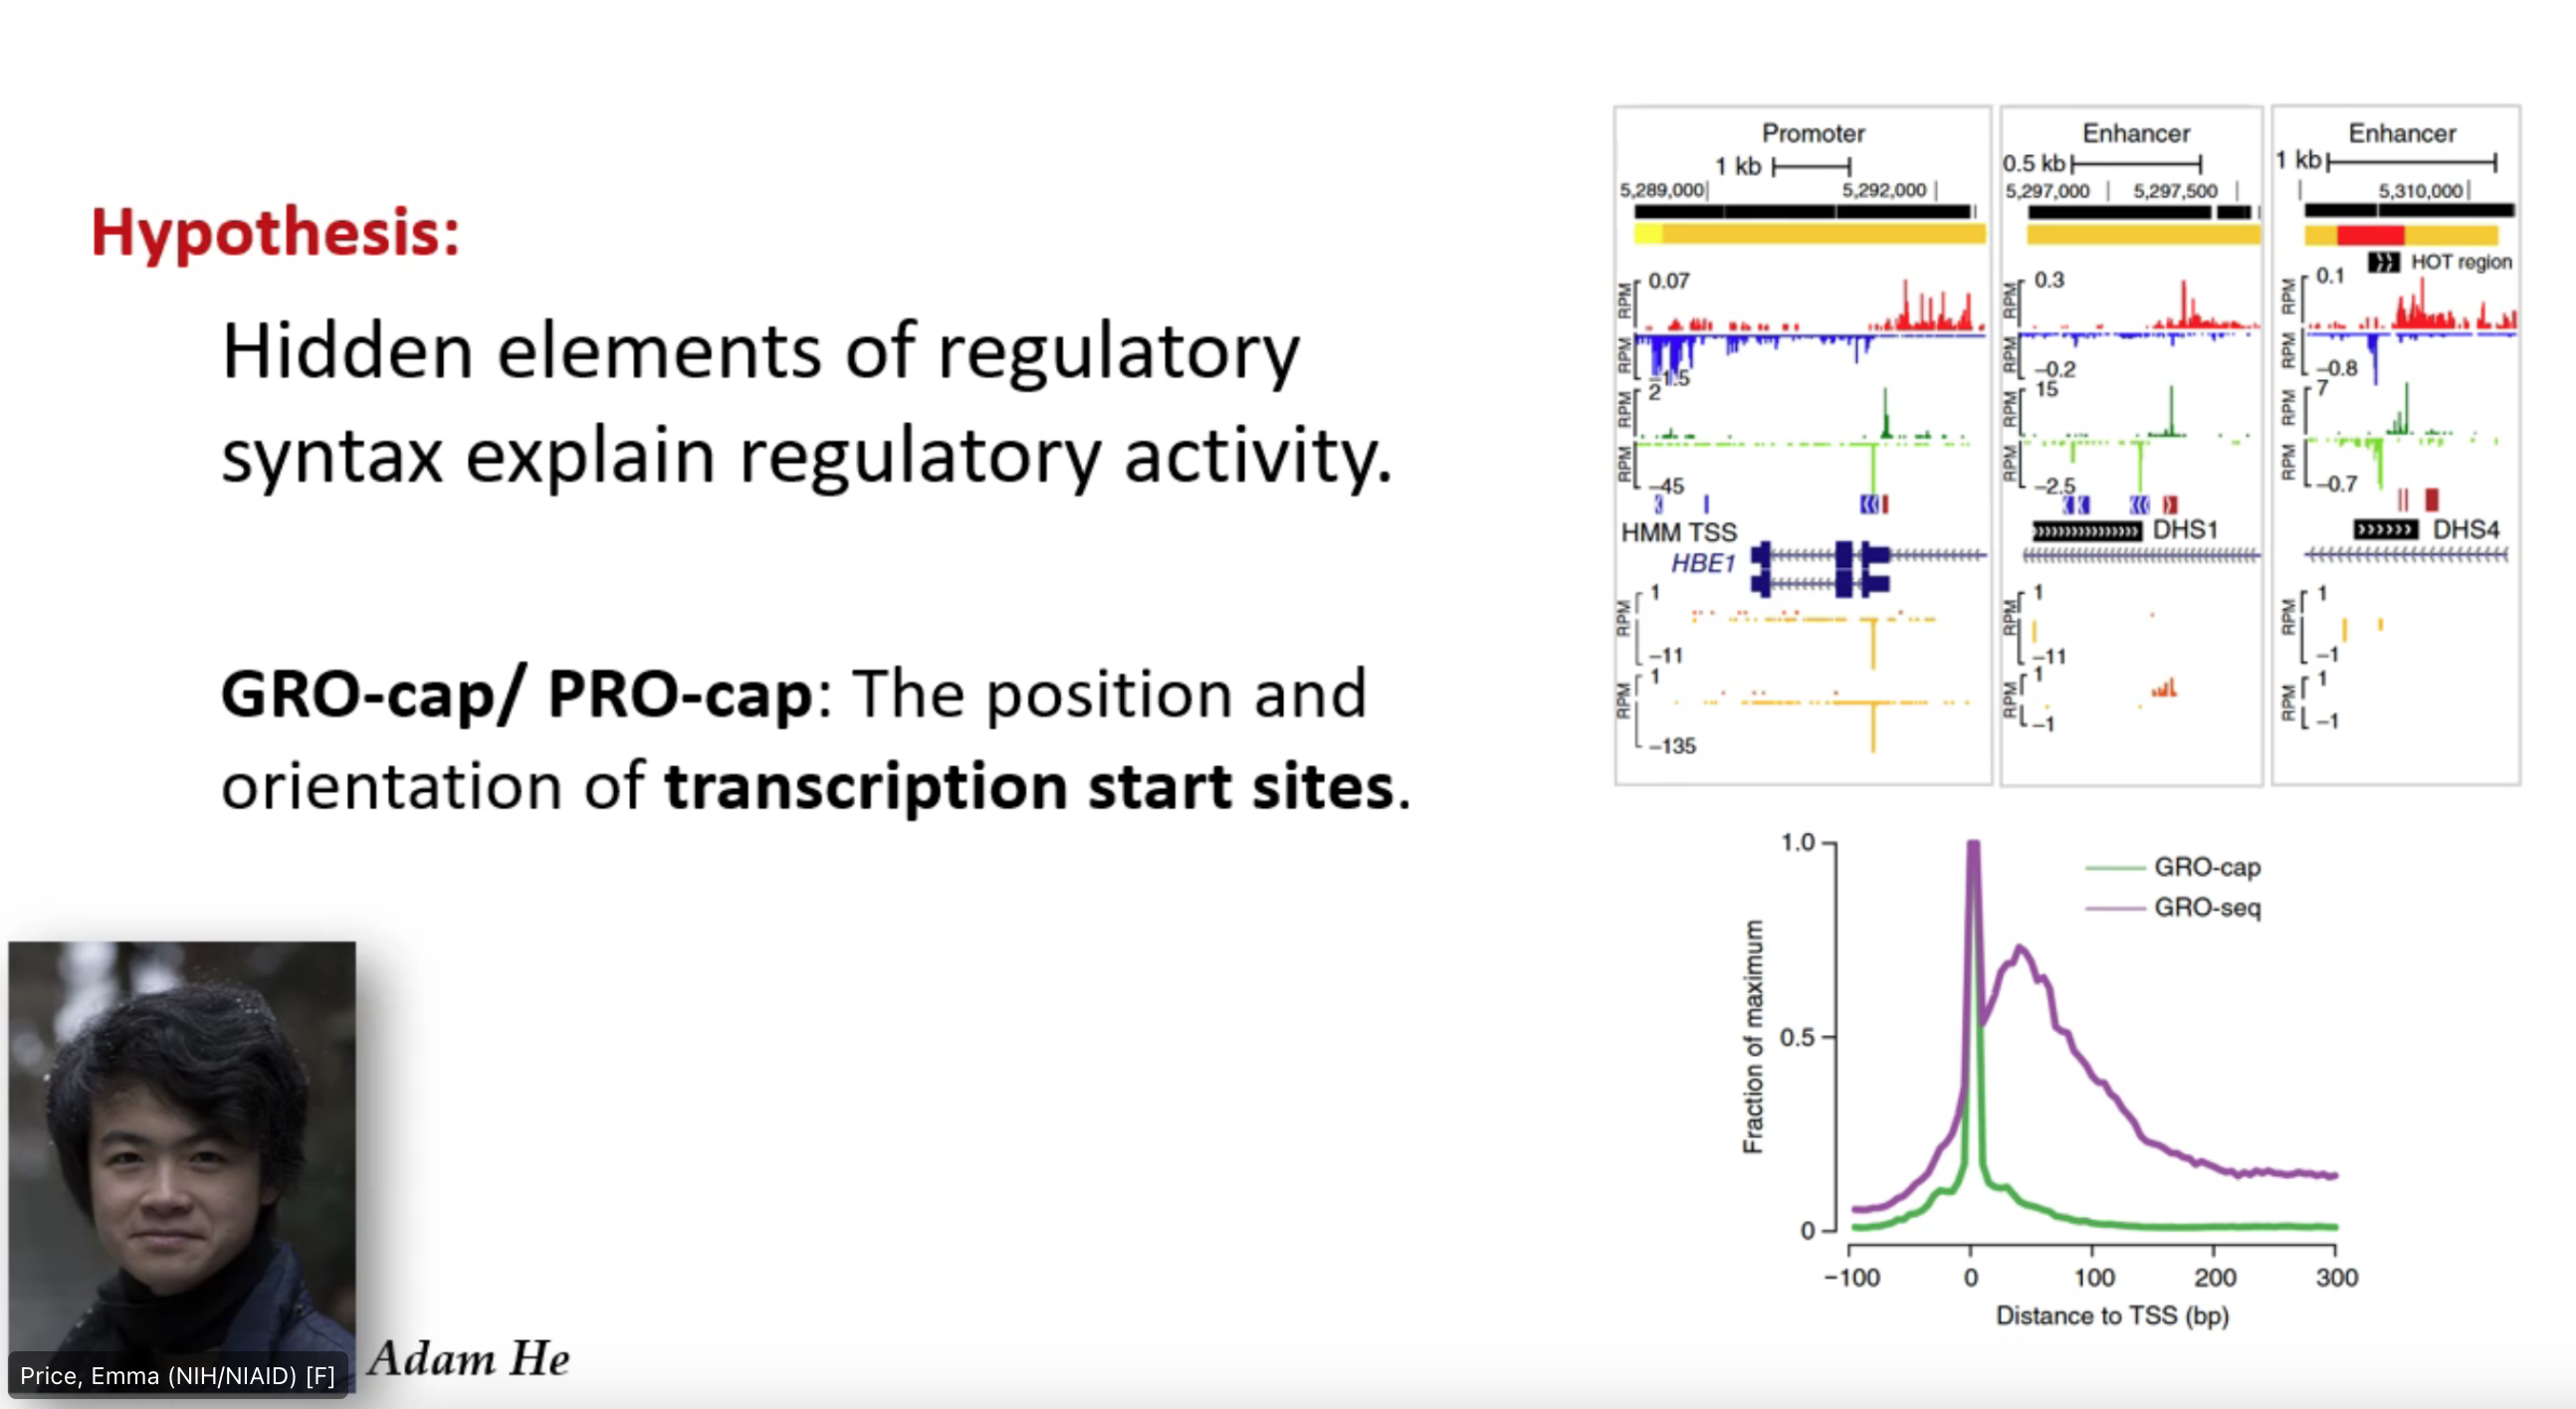 Hypothesis:
Hidden elements of regulatory
syntax explain regulatory activity.
GRO-cap/ PRO-cap: The position and
orientation of transcription start sites.
Adam He
Price, Emma (NIH/NIAID) [F]
Promoter
1 kb
5,289,000
5,292,000
RPM
0.07
RPM
−1.5
RPM
2
RPM
−45
HMM TSS
HBE1
RPM
1
−11
RPM
1
−135
Enhancer
0.5 kb
5,297,000
5,297,500
RPM
0.3
RPM
−0.2
RPM
15
RPM
−2.5
DHS1
RPM
1
−11
RPM
1
−1
Enhancer
1 kb
5,310,000
HOT region
RPM
0.1
RPM
−0.8
RPM
7
RPM
−0.7
DHS4
RPM
1
−1
RPM
1
−1
1.0
0.5
0
Fraction of maximum
GRO-cap
GRO-seq
−100 0 100 200 300
Distance to TSS (bp)